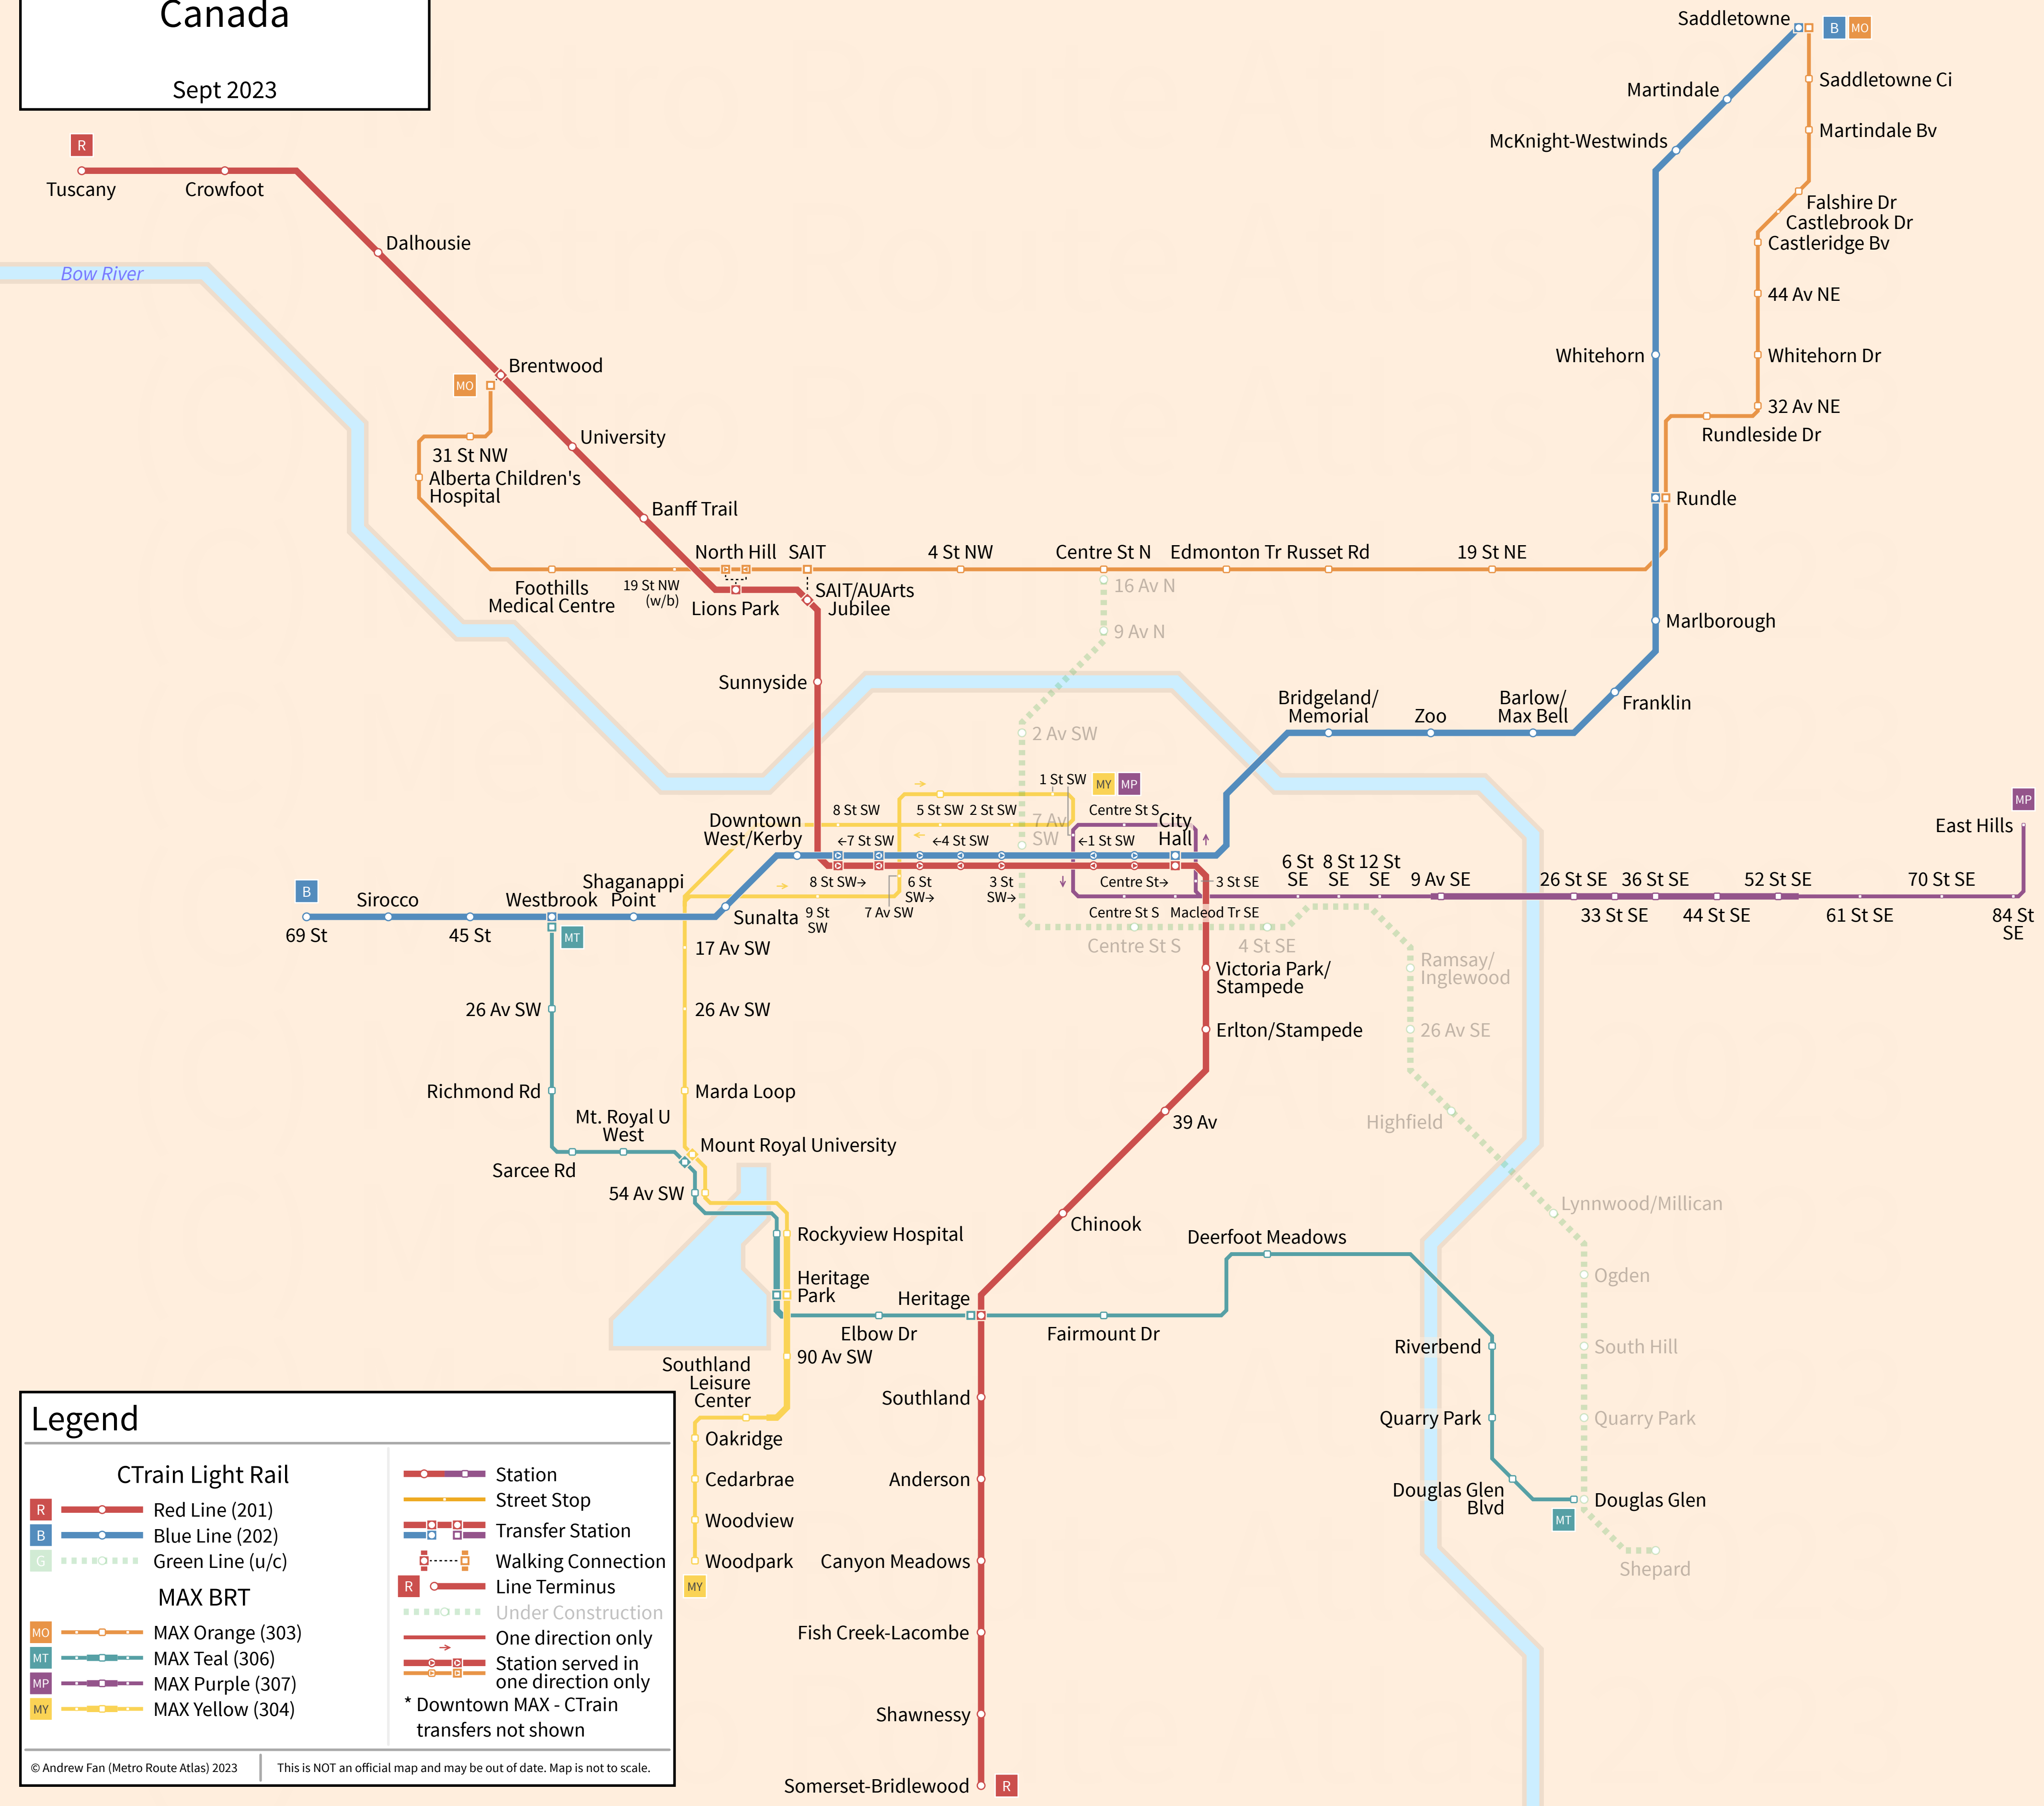 Canada
Sept 2023
Saddletowne
B
MO
Saddletowne Ci
Martindale
Martindale Bv
McKnight-Westwinds
R
Tuscany
Crowfoot
Falshire Dr
Castlebrook Dr
Castleridge Bv
Dalhousie
Bow River
44 Av NE
Whitehorn
Whitehorn Dr
Brentwood
MO
32 Av NE
Rundleside Dr
University
31 St NW
Alberta Children's
Hospital
Rundle
Banff Trail
North Hill
SAIT
4 St NW
Centre St N
Edmonton Tr
Russet Rd
19 St NE
Foothills
Medical Centre
19 St NW
(w/b)
Lions Park
SAIT/AUArts
Jubilee
16 Av N
9 Av N
Marlborough
Sunnyside
Franklin
Bridgeland/
Memorial
Zoo
Barlow/
Max Bell
2 Av SW
1 St SW
MY
MP
MP
8 St SW
5 St SW
2 St SW
Centre St S
7 Av
SW
Downtown
West/Kerby
City
Hall
East Hills
←7 St SW
←4 St SW
←1 St SW
8 St SW→
6 St
SW→
3 St
SW→
Centre St→
3 St SE
6 St
SE
8 St
SE
12 St
SE
9 Av SE
26 St SE
36 St SE
52 St SE
70 St SE
33 St SE
44 St SE
61 St SE
84 St
SE
B
69 St
Sirocco
45 St
Westbrook
MT
Shaganappi
Point
Sunalta
9 St
SW
7 Av SW
Centre St S
Macleod Tr SE
Centre St S
4 St SE
17 Av SW
Victoria Park/
Stampede
Ramsay/
Inglewood
26 Av SW
26 Av SW
Erlton/Stampede
26 Av SE
Richmond Rd
Marda Loop
Mt. Royal U
West
39 Av
Highfield
Mount Royal University
Sarcee Rd
54 Av SW
Lynnwood/Millican
Chinook
Rockyview Hospital
Deerfoot Meadows
Heritage
Park
Ogden
Heritage
Elbow Dr
Fairmount Dr
Riverbend
South Hill
90 Av SW
Southland
Leisure
Center
Southland
Quarry Park
Quarry Park
Oakridge
Cedarbrae
Anderson
Douglas Glen
Blvd
Douglas Glen
MT
Woodview
Woodpark
MY
Canyon Meadows
Shepard
Fish Creek-Lacombe
Shawnessy
Somerset-Bridlewood
R
Legend
CTrain Light Rail
R
Red Line (201)
B
Blue Line (202)
G
Green Line (u/c)
MAX BRT
MO
MAX Orange (303)
MT
MAX Teal (306)
MP
MAX Purple (307)
MY
MAX Yellow (304)
Station
Street Stop
Transfer Station
Walking Connection
R
Line Terminus
Under Construction
One direction only
Station served in
one direction only
* Downtown MAX - CTrain
transfers not shown
© Andrew Fan (Metro Route Atlas) 2023
This is NOT an official map and may be out of date. Map is not to scale.